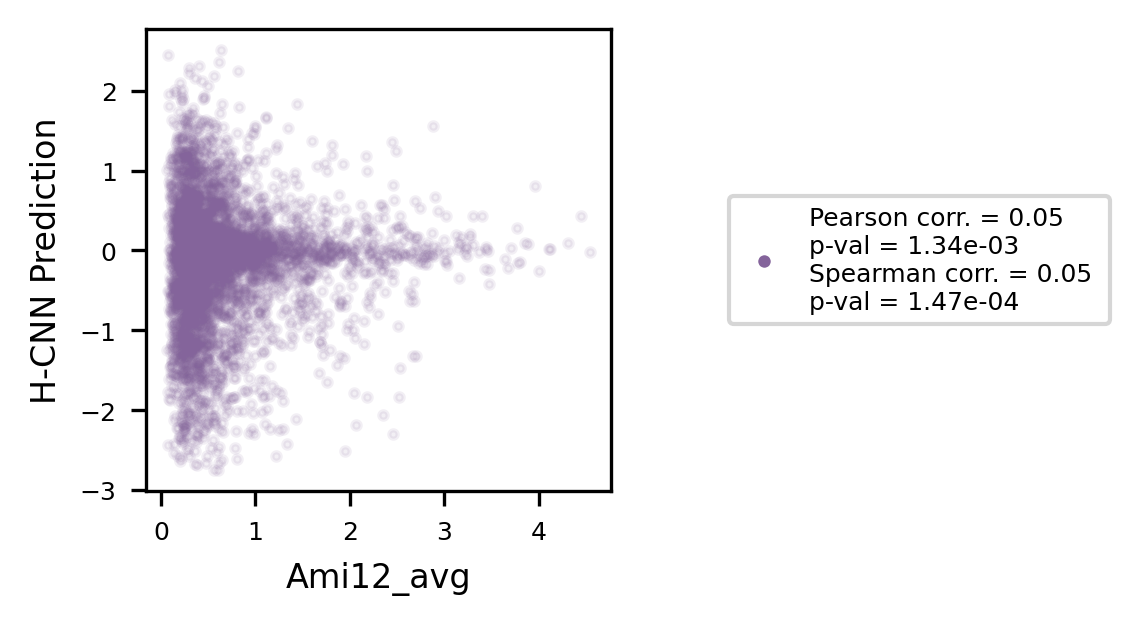 2
1
0
−1
−2
−3
H-CNN Prediction
0 1 2 3 4
Ami12_avg
Pearson corr. = 0.05
p-val = 1.34e-03
Spearman corr. = 0.05
p-val = 1.47e-04